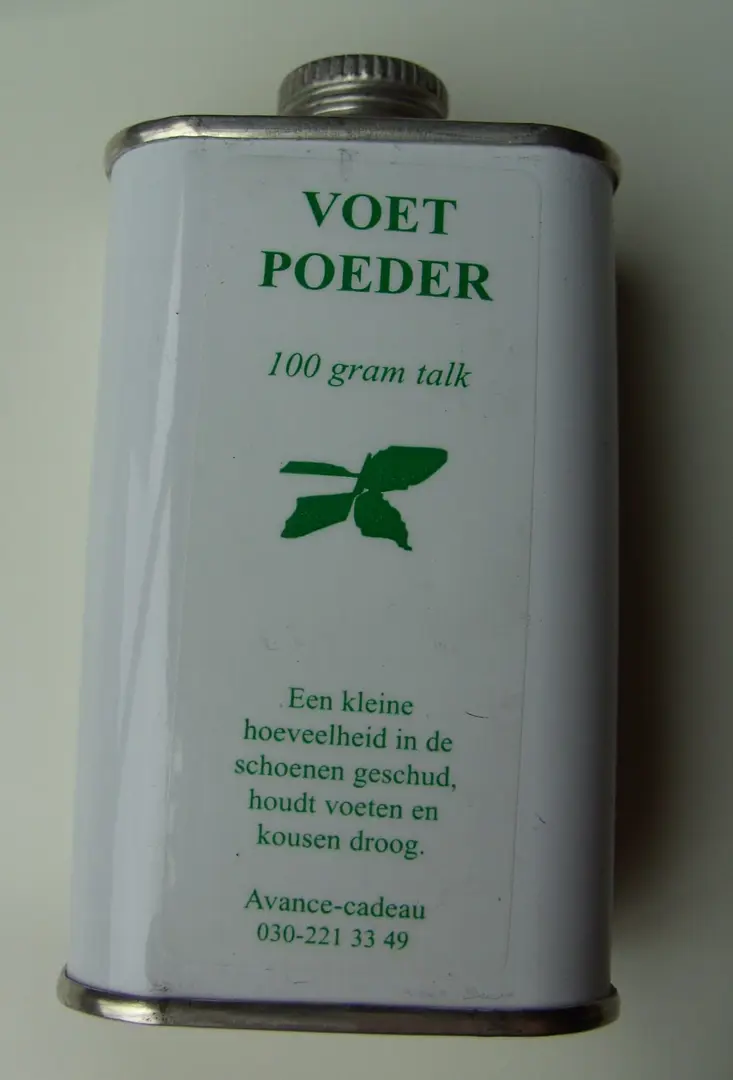 VOET
POEDER
100 gram talk
Een kleine
hoeveelheid in de
schoenen geschud,
houdt voeten en
kousen droog.
Avance-cadeau
030-221 33 49